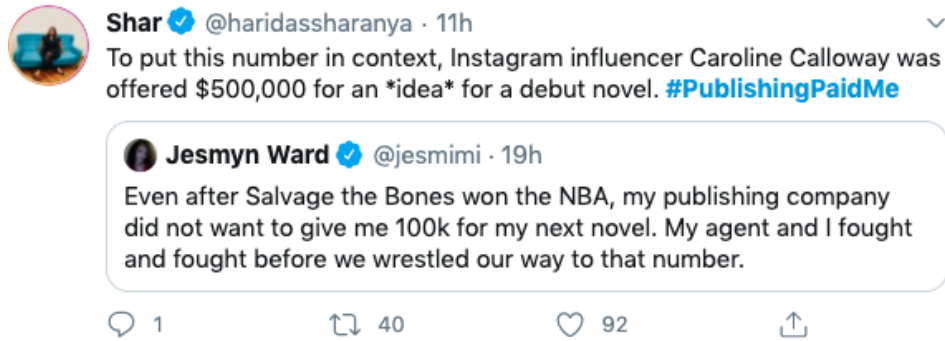 Shar @haridassharanya · 11h
To put this number in context, Instagram influencer Caroline Calloway was
offered $500,000 for an *idea* for a debut novel. #PublishingPaidMe
Jesmyn Ward @jesmimi · 19h
Even after Salvage the Bones won the NBA, my publishing company
did not want to give me 100k for my next novel. My agent and I fought
and fought before we wrestled our way to that number.
1 40 92